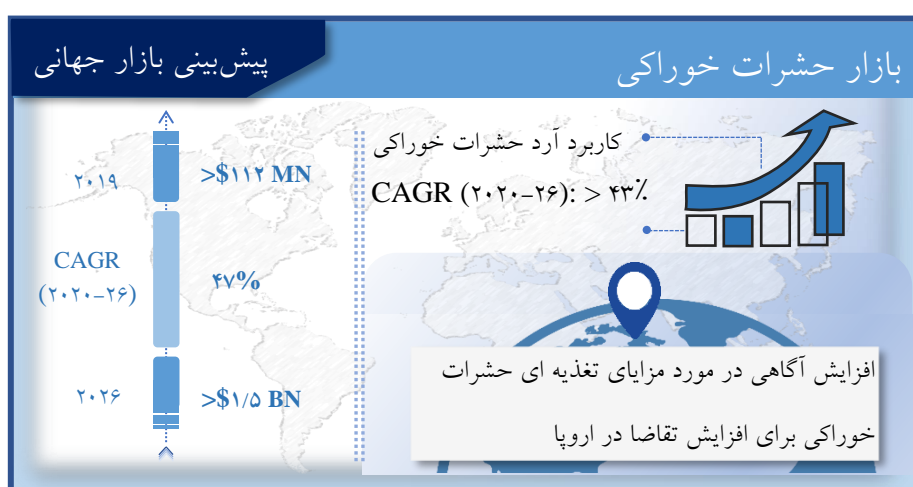 بازار حشرات خوراکی
پیش‌بینی بازار جهانی
کاربرد آرد حشرات خوراکی
CAGR (۲۰۲۰-۲۶): > ۴۳٪
افزایش آگاهی در مورد مزایای تغذیه ای حشرات
خوراکی برای افزایش تقاضا در اروپا
۲۰۱۹
>$۱۱۲ MN
CAGR
(۲۰۲۰-۲۶)
۴۷%
۲۰۲۶
>$۱/۵ BN